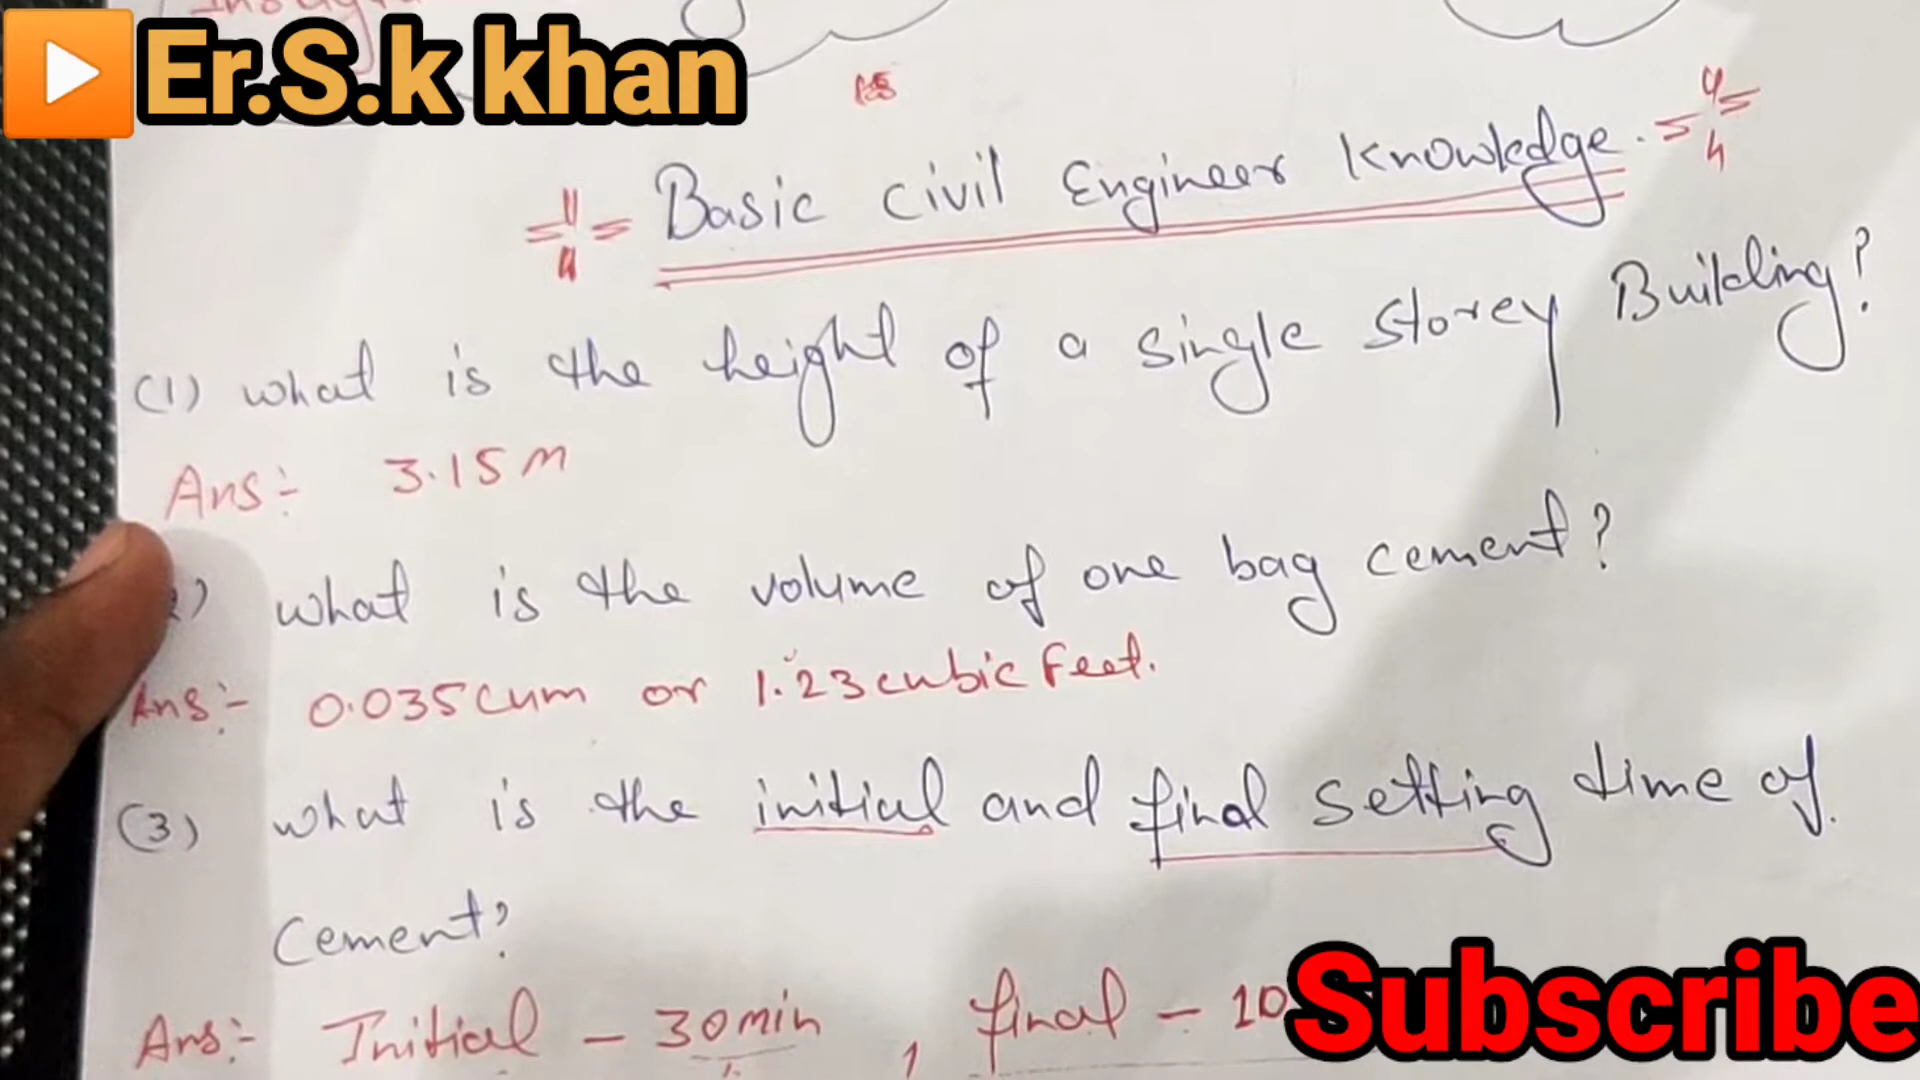 Er.S.k khan
Basic civil Engineer Knowledge.
(1) what is the height of a single storey Building?
Ans:- 3.15 m
2) what is the volume of one bag cement?
Ans:- 0.035 cum or 1.23 cubic feet.
(3) what is the initial and final setting time of
Cement?
Ans:- Initial - 30min , final - 10
Subscribe